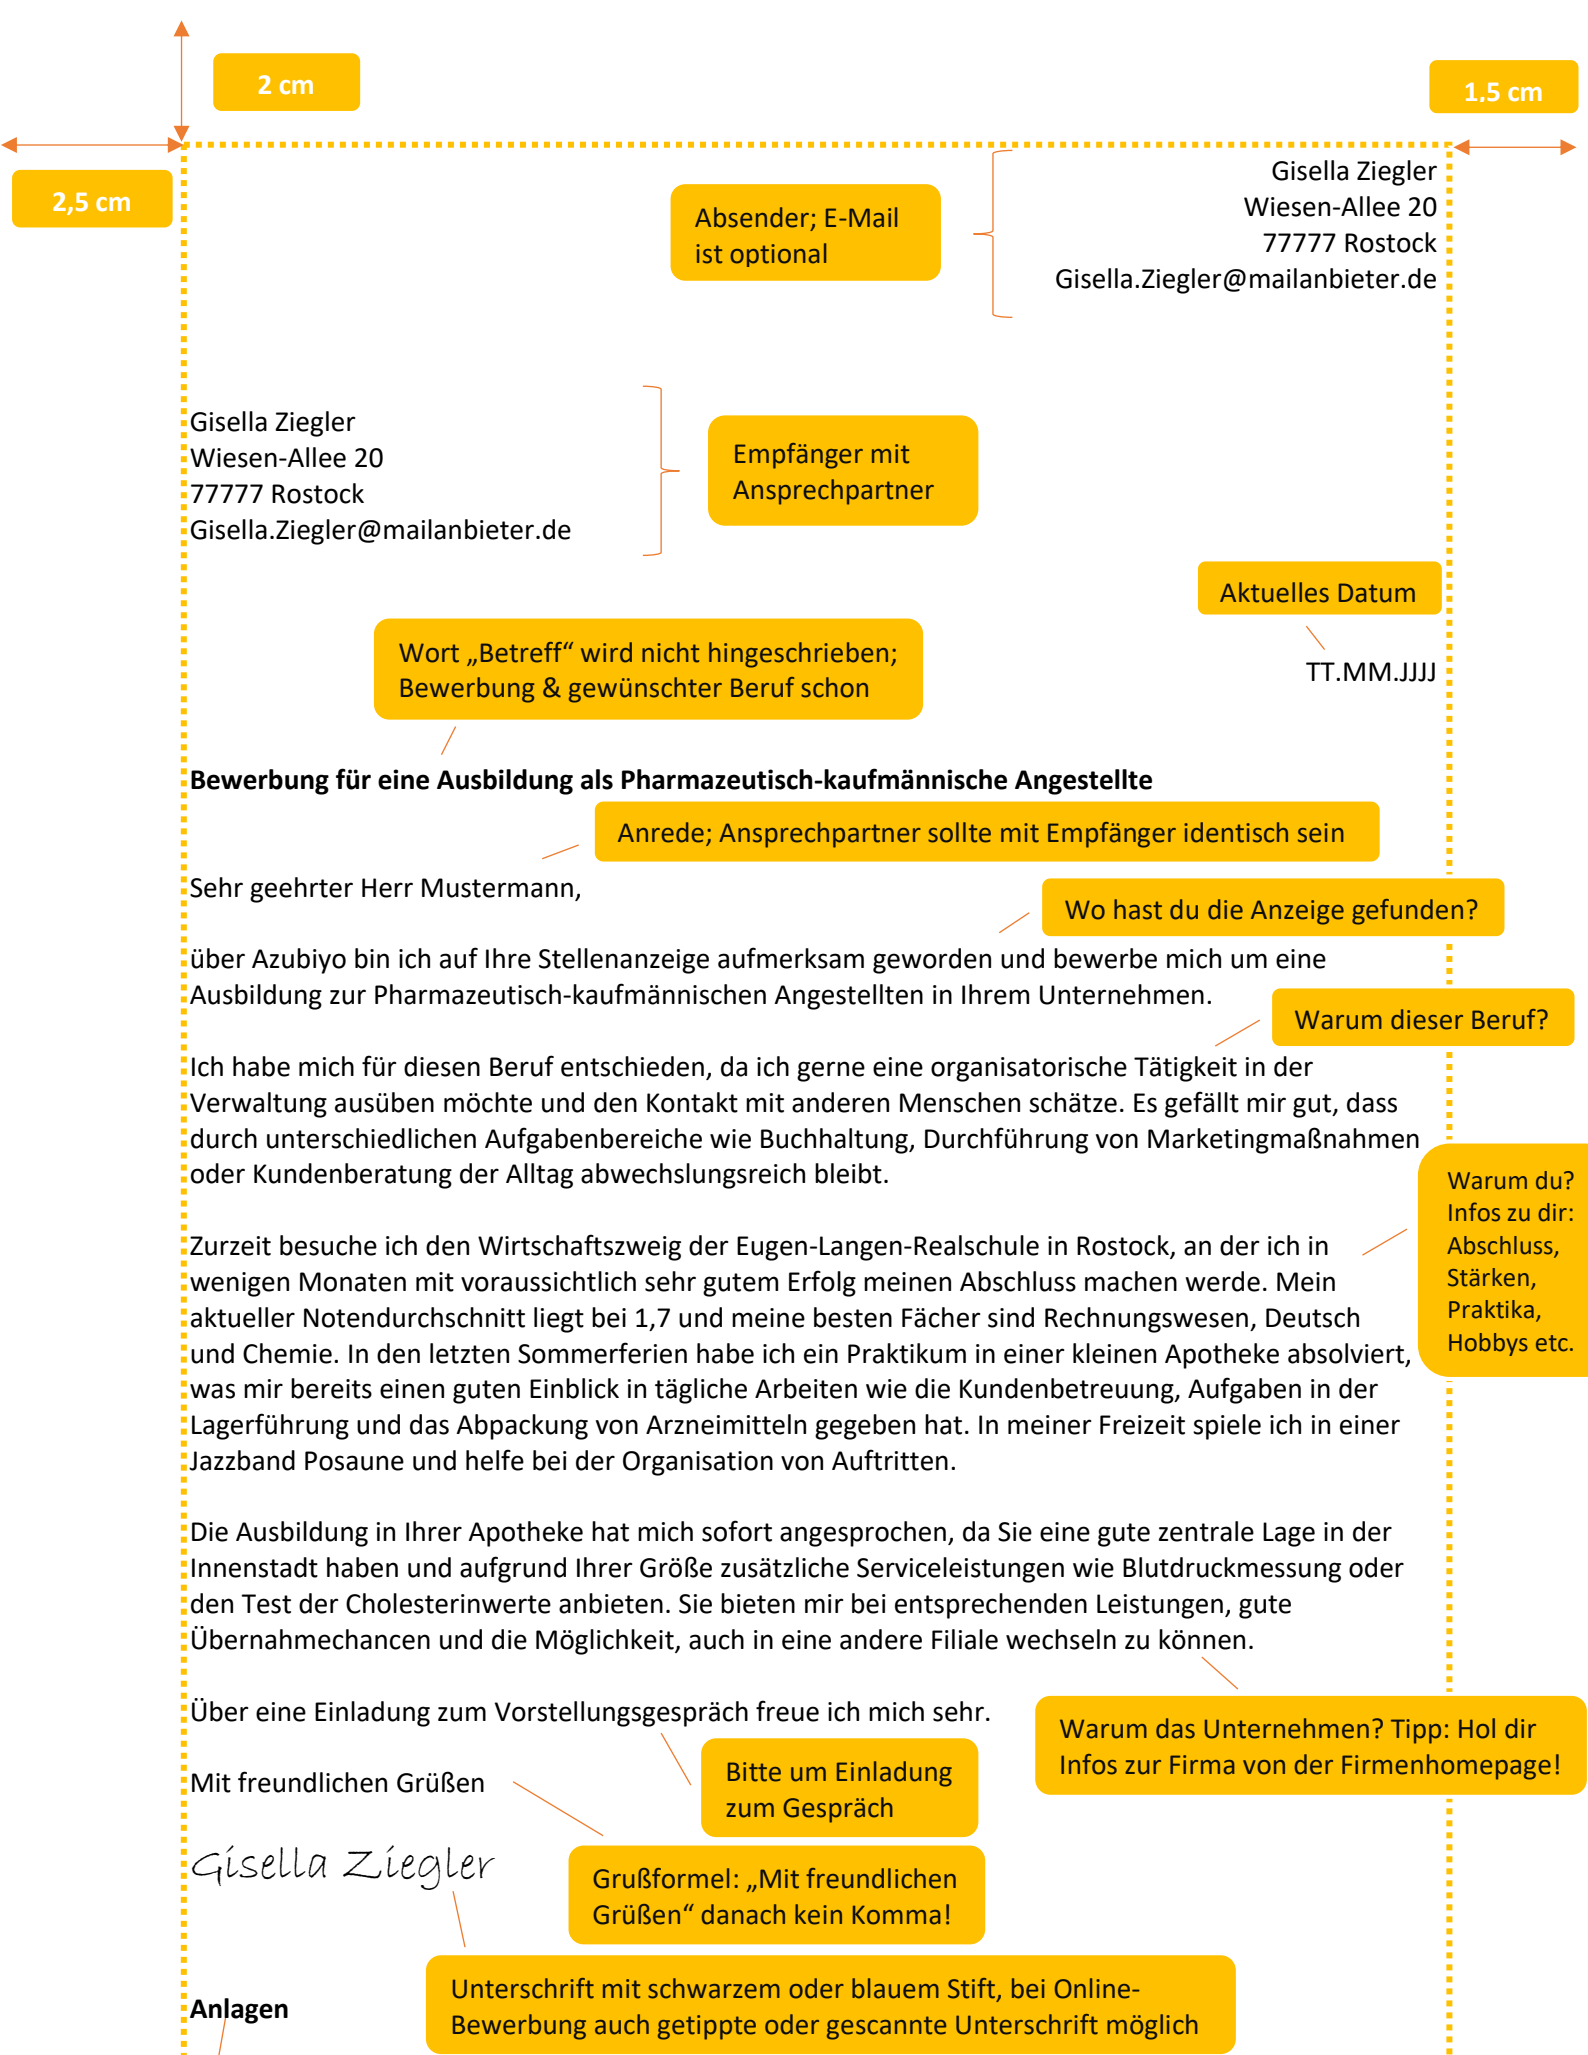 2 cm
1,5 cm
2,5 cm
Absender; E-Mail
ist optional
Gisella Ziegler
Wiesen-Allee 20
77777 Rostock
Gisella.Ziegler@mailanbieter.de
Gisella Ziegler
Wiesen-Allee 20
77777 Rostock
Gisella.Ziegler@mailanbieter.de
Empfänger mit
Ansprechpartner
Aktuelles Datum
TT.MM.JJJJ
Wort „Betreff“ wird nicht hingeschrieben;
Bewerbung & gewünschter Beruf schon
Bewerbung für eine Ausbildung als Pharmazeutisch-kaufmännische Angestellte
Anrede; Ansprechpartner sollte mit Empfänger identisch sein
Sehr geehrter Herr Mustermann,
Wo hast du die Anzeige gefunden?
über Azubiyo bin ich auf Ihre Stellenanzeige aufmerksam geworden und bewerbe mich um eine
Ausbildung zur Pharmazeutisch-kaufmännischen Angestellten in Ihrem Unternehmen.
Warum dieser Beruf?
Ich habe mich für diesen Beruf entschieden, da ich gerne eine organisatorische Tätigkeit in der
Verwaltung ausüben möchte und den Kontakt mit anderen Menschen schätze. Es gefällt mir gut, dass
durch unterschiedlichen Aufgabenbereiche wie Buchhaltung, Durchführung von Marketingmaßnahmen
oder Kundenberatung der Alltag abwechslungsreich bleibt.
Warum du?
Infos zu dir:
Abschluss,
Stärken,
Praktika,
Hobbys etc.
Zurzeit besuche ich den Wirtschaftszweig der Eugen-Langen-Realschule in Rostock, an der ich in
wenigen Monaten mit voraussichtlich sehr gutem Erfolg meinen Abschluss machen werde. Mein
aktueller Notendurchschnitt liegt bei 1,7 und meine besten Fächer sind Rechnungswesen, Deutsch
und Chemie. In den letzten Sommerferien habe ich ein Praktikum in einer kleinen Apotheke absolviert,
was mir bereits einen guten Einblick in tägliche Arbeiten wie die Kundenbetreuung, Aufgaben in der
Lagerführung und das Abpackung von Arzneimitteln gegeben hat. In meiner Freizeit spiele ich in einer
Jazzband Posaune und helfe bei der Organisation von Auftritten.
Die Ausbildung in Ihrer Apotheke hat mich sofort angesprochen, da Sie eine gute zentrale Lage in der
Innenstadt haben und aufgrund Ihrer Größe zusätzliche Serviceleistungen wie Blutdruckmessung oder
den Test der Cholesterinwerte anbieten. Sie bieten mir bei entsprechenden Leistungen, gute
Übernahmechancen und die Möglichkeit, auch in eine andere Filiale wechseln zu können.
Über eine Einladung zum Vorstellungsgespräch freue ich mich sehr.
Warum das Unternehmen? Tipp: Hol dir
Infos zur Firma von der Firmenhomepage!
Bitte um Einladung
zum Gespräch
Mit freundlichen Grüßen
Gisella Ziegler
Grußformel: „Mit freundlichen
Grüßen“ danach kein Komma!
Unterschrift mit schwarzem oder blauem Stift, bei Online-
Bewerbung auch getippte oder gescannte Unterschrift möglich
Anlagen